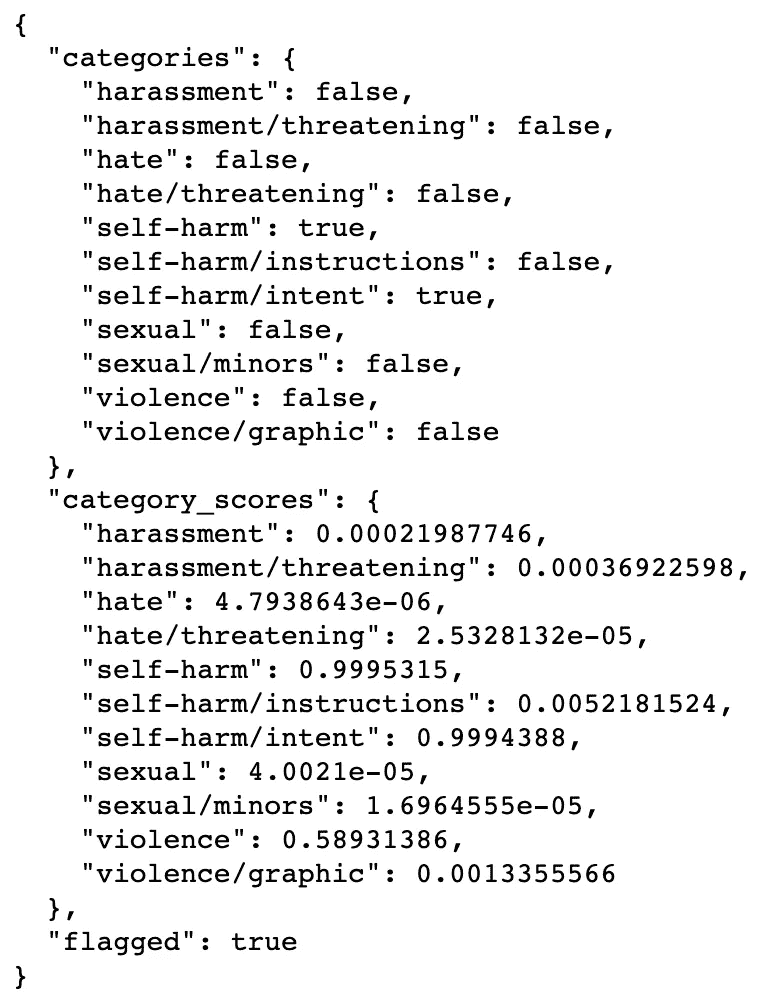 {
  "categories": {
    "harassment": false,
    "harassment/threatening": false,
    "hate": false,
    "hate/threatening": false,
    "self-harm": true,
    "self-harm/instructions": false,
    "self-harm/intent": true,
    "sexual": false,
    "sexual/minors": false,
    "violence": false,
    "violence/graphic": false
  },
  "category_scores": {
    "harassment": 0.00021987746,
    "harassment/threatening": 0.00036922598,
    "hate": 4.7938643e-06,
    "hate/threatening": 2.5328132e-05,
    "self-harm": 0.9995315,
    "self-harm/instructions": 0.0052181524,
    "self-harm/intent": 0.9994388,
    "sexual": 4.0021e-05,
    "sexual/minors": 1.6964555e-05,
    "violence": 0.58931386,
    "violence/graphic": 0.0013355566
  },
  "flagged": true
}